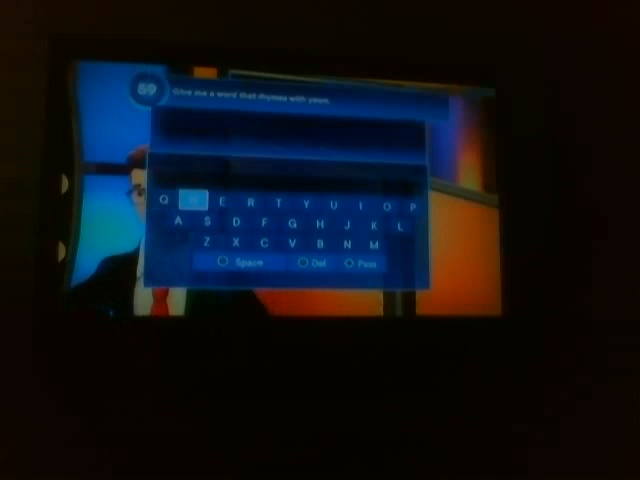 59
Give me a word that rhymes with yawn.
Q W E R T Y U I O P
A S D F G H J K L
Z X C V B N M
Space Del Pass